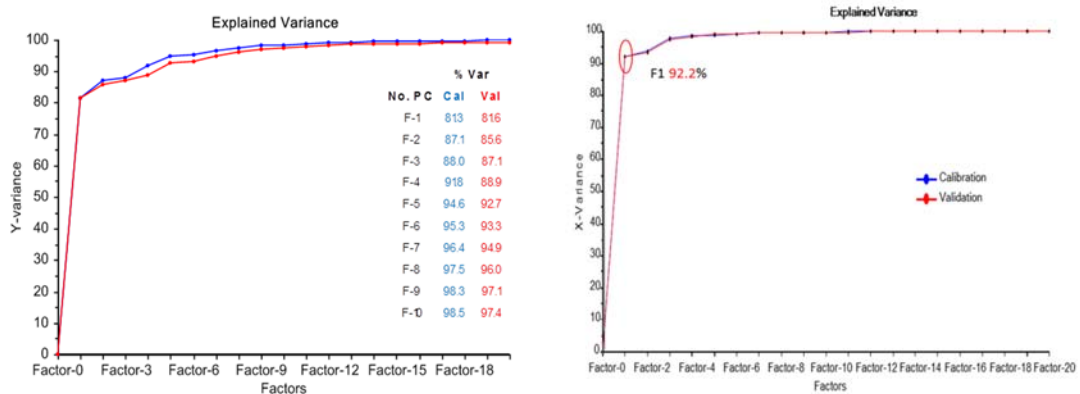 Explained Variance
Y-variance
100
90
80
70
60
50
40
30
20
10
0
% Var
No. PC Cal Val
F-1 813 816
F-2 87.1 85.6
F-3 88.0 87.1
F-4 918 88.9
F-5 94.6 92.7
F-6 95.3 93.3
F-7 96.4 94.9
F-8 97.5 96.0
F-9 98.3 97.1
F-10 98.5 97.4
Factor-0 Factor-3 Factor-6 Factor-9 Factor-12 Factor-15 Factor-18
Factors
Explained Variance
X-Variance
100
90
80
70
60
50
40
30
20
10
0
F1 92.2%
Calibration
Validation
Factor-0 Factor-2 Factor-4 Factor-6 Factor-8 Factor-10 Factor-12 Factor-14 Factor-16 Factor-18 Factor-20
Factors